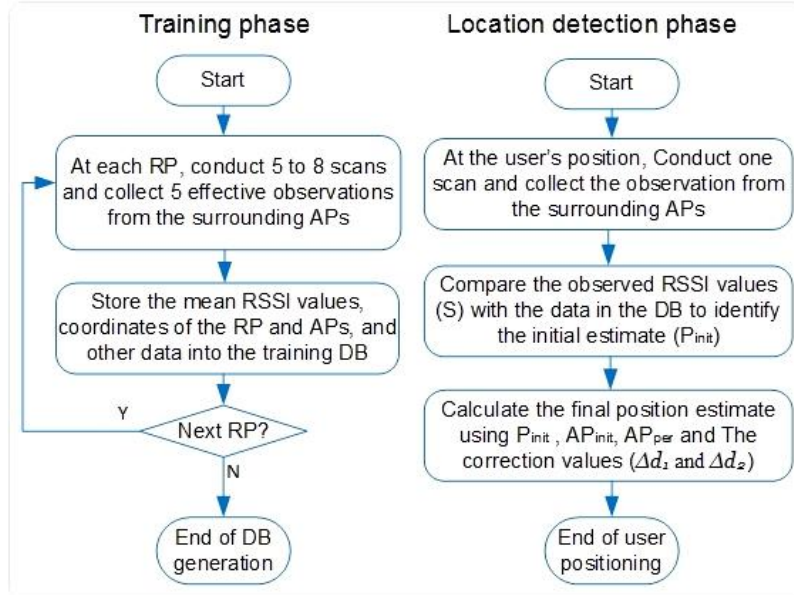 Training phase
Start
At each RP, conduct 5 to 8 scans
and collect 5 effective observations
from the surrounding APs
Store the mean RSSI values,
coordinates of the RP and APs, and
other data into the training DB
Y
Next RP?
N
End of DB
generation
Location detection phase
Start
At the user's position, Conduct one
scan and collect the observation from
the surrounding APs
Compare the observed RSSI values
(S) with the data in the DB to identify
the initial estimate (Pinit)
Calculate the final position estimate
using Pinit , APinit, APper and The
correction values (Δd₁ and Δd₂)
End of user
positioning